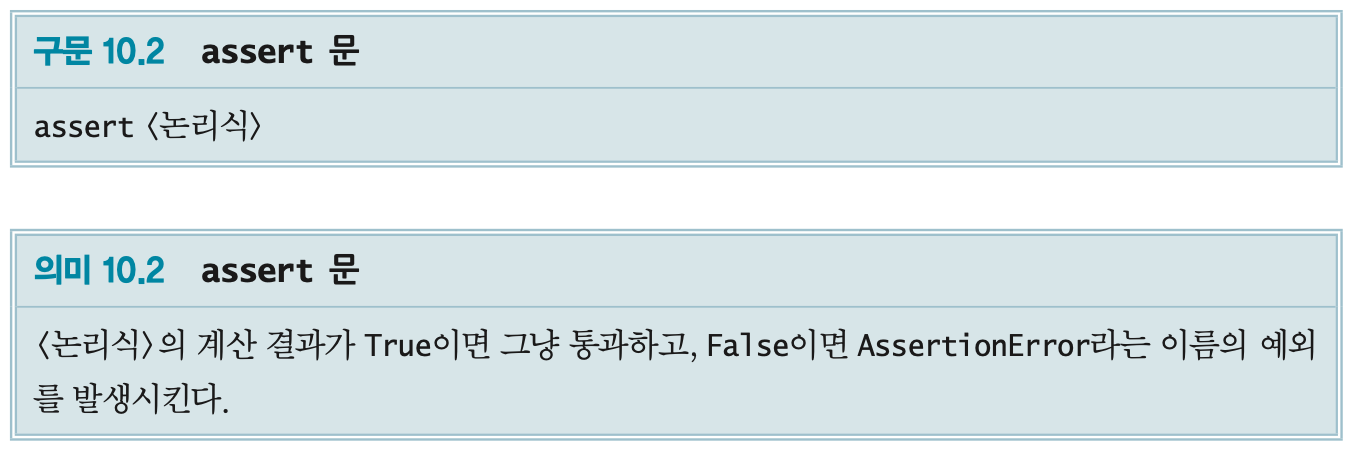 구문 10.2 assert 문
assert 〈논리식〉
의미 10.2 assert 문
〈논리식〉의 계산 결과가 True이면 그냥 통과하고, False이면 AssertionError라는 이름의 예외
를 발생시킨다.